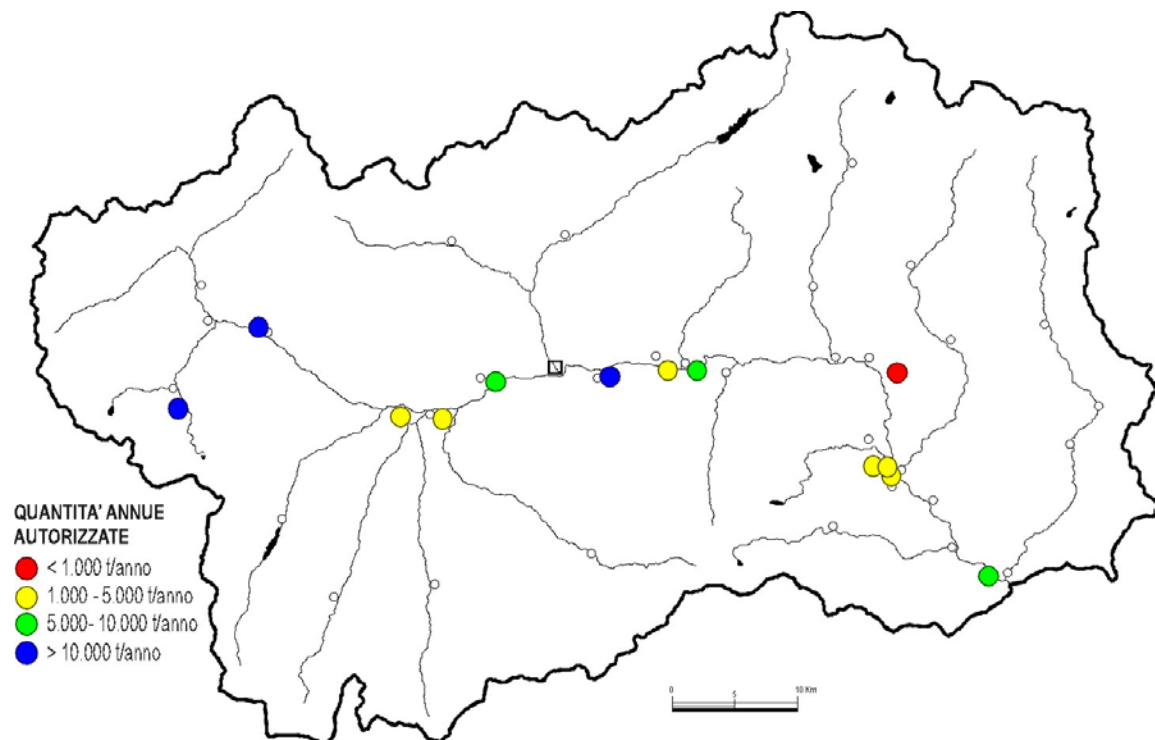 QUANTITA' ANNUE
AUTORIZZATE
< 1.000 t/anno
1.000 - 5.000 t/anno
5.000- 10.000 t/anno
> 10.000 t/anno
0 5 10 Km